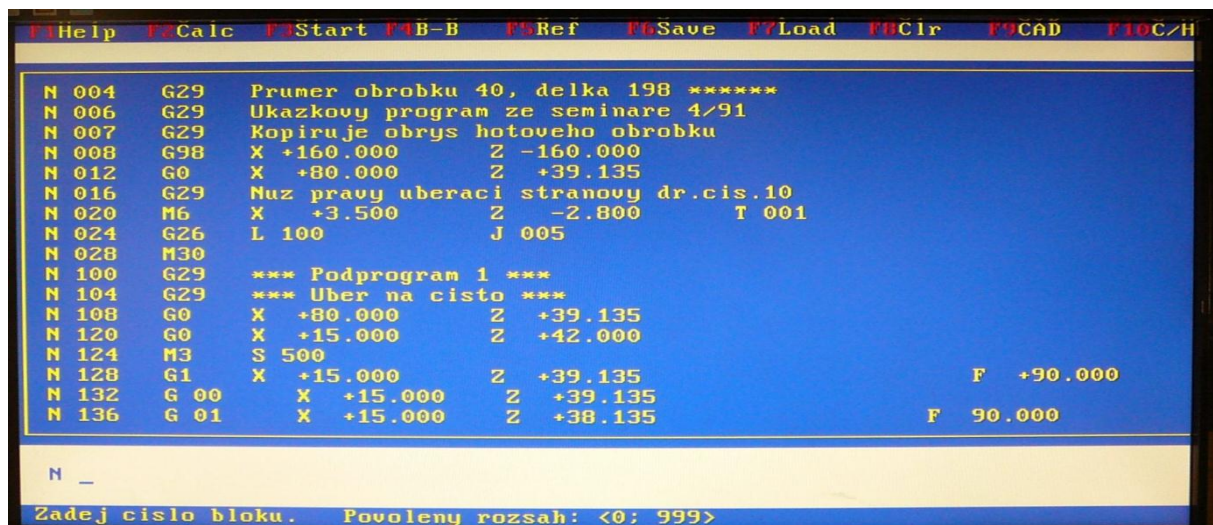 F1Help F2Calc F3Start F4B-B F5Ref F6Save F7Load F8Clr F9CAD F10C/H
N 004 G29 Prumer obrobku 40, delka 198 ******
N 006 G29 Ukazkovy program ze seminare 4/91
N 007 G29 Kopiruje obrys hotoveho obrobku
N 008 G98 X +160.000 Z -160.000
N 012 G0 X +80.000 Z +39.135
N 016 G29 Nuz pravy uberaci stranovy dr.cis.10
N 020 M6 X +3.500 Z -2.800 T 001
N 024 G26 L 100 J 005
N 028 M30
N 100 G29 *** Podprogram 1 ***
N 104 G29 *** Uber na cisto ***
N 108 G0 X +80.000 Z +39.135
N 120 G0 X +15.000 Z +42.000
N 124 M3 S 500
N 128 G1 X +15.000 Z +39.135 F +90.000
N 132 G 00 X +15.000 Z +39.135
N 136 G 01 X +15.000 Z +38.135 F 90.000
N _
Zadej cislo bloku. Povoleny rozsah: <0; 999>